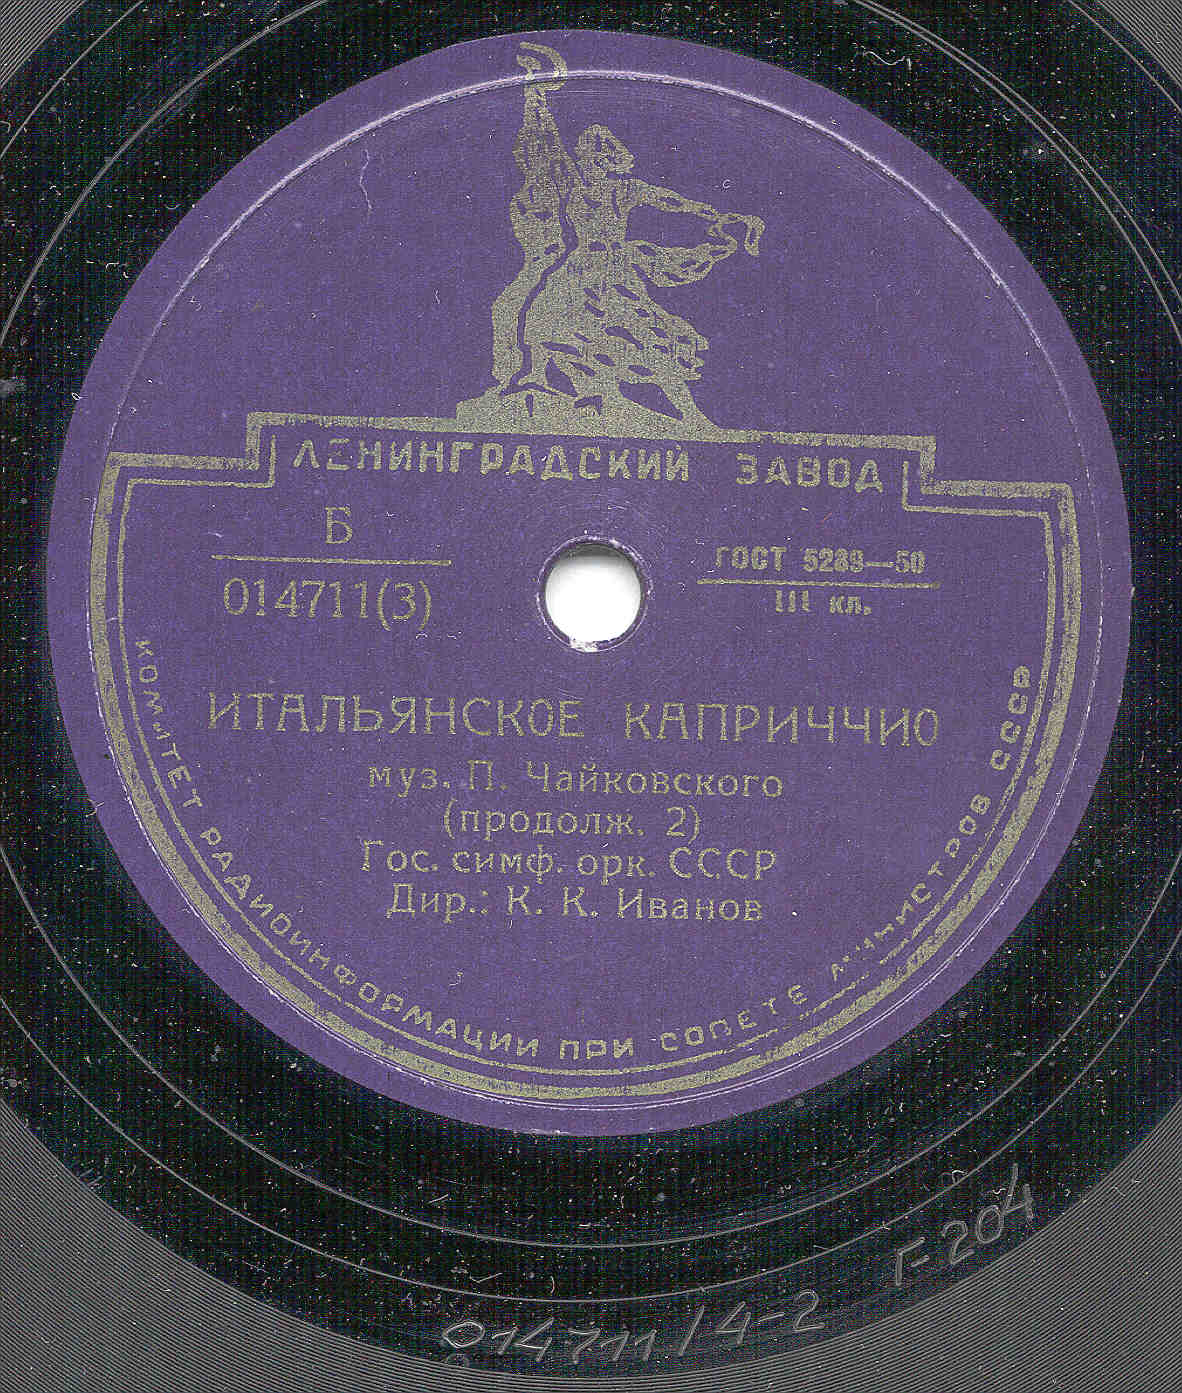 ЛЕНИНГРАДСКИЙ ЗАВОД
Б
014711(3)
ГОСТ 5289—50
III кл.
ИТАЛЬЯНСКОЕ КАПРИЧЧИО
муз. П. Чайковского
(продолж. 2)
Гос. симф. орк. СССР
Дир.: К. К. Иванов
КОМИТЕТ РАДИОИНФОРМАЦИИ ПРИ СОВЕТЕ МИНИСТРОВ СССР
014711/4-2
Г-204